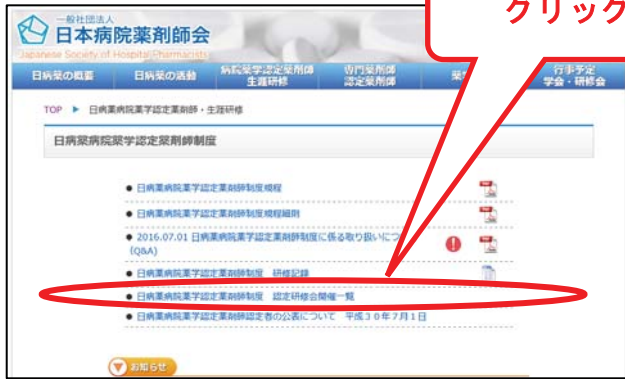 クリック
一般社団法人
日本病院薬剤師会
Japanese Society of Hospital Pharmacists
日病薬の概要
日病薬の活動
病院薬学認定薬剤師
生涯研修
専門薬剤師
認定薬剤師
行事予定
学会・研修会
TOP ▶ 日病薬病院薬学認定薬剤師・生涯研修
日病薬病院薬学認定薬剤師制度
● 日病薬病院薬学認定薬剤師制度規程
● 日病薬病院薬学認定薬剤師制度規程細則
● 2016.07.01 日病薬病院薬学認定薬剤師制度に係る取り扱いについ
(Q&A)
● 日病薬病院薬学認定薬剤師制度 研修記録
● 日病薬病院薬学認定薬剤師制度 認定研修会開催一覧
● 日病薬病院薬学認定薬剤師認定者の公表について 平成30年7月1日
お知らせ